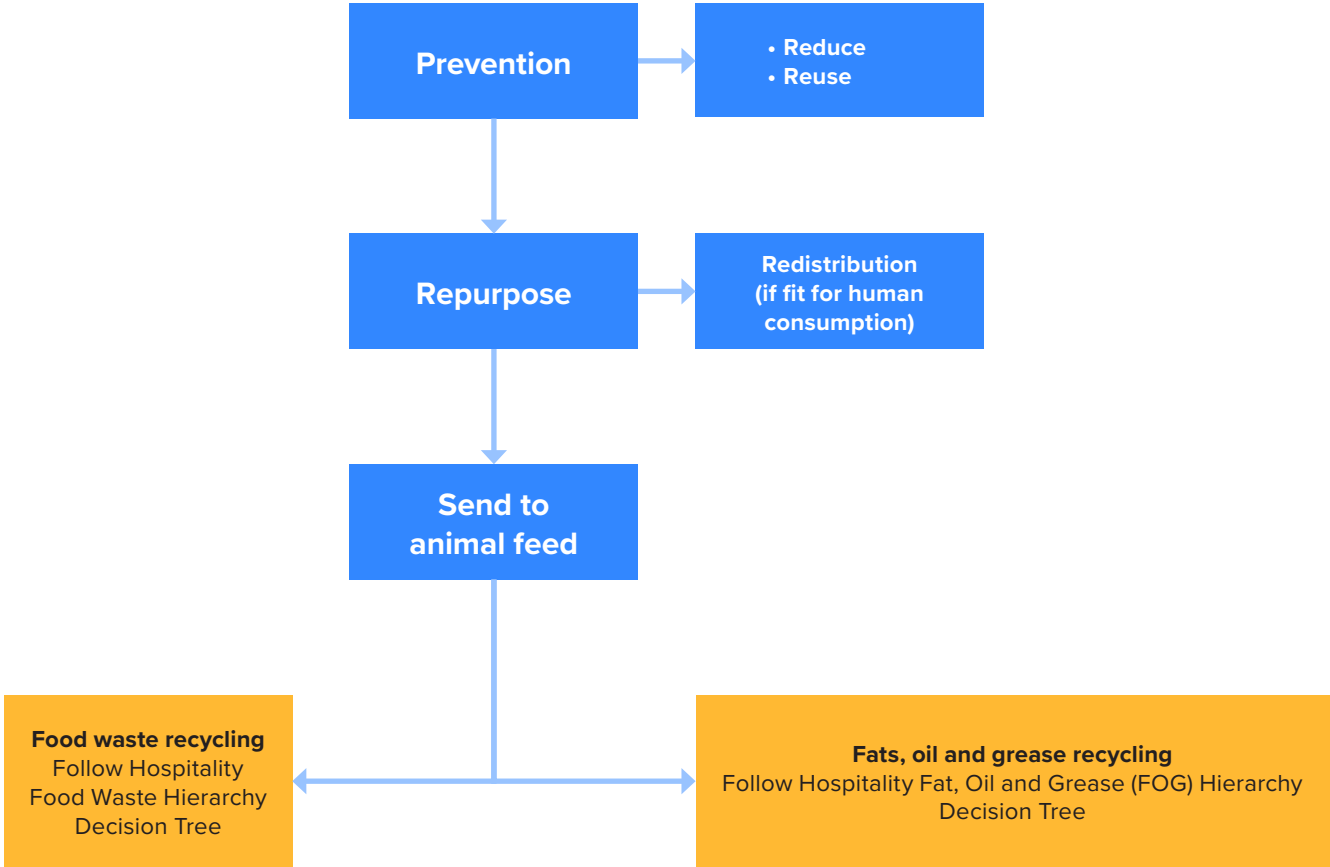 Prevention
• Reduce
• Reuse
Repurpose
Redistribution
(if fit for human
consumption)
Send to
animal feed
Food waste recycling
Follow Hospitality
Food Waste Hierarchy
Decision Tree
Fats, oil and grease recycling
Follow Hospitality Fat, Oil and Grease (FOG) Hierarchy
Decision Tree